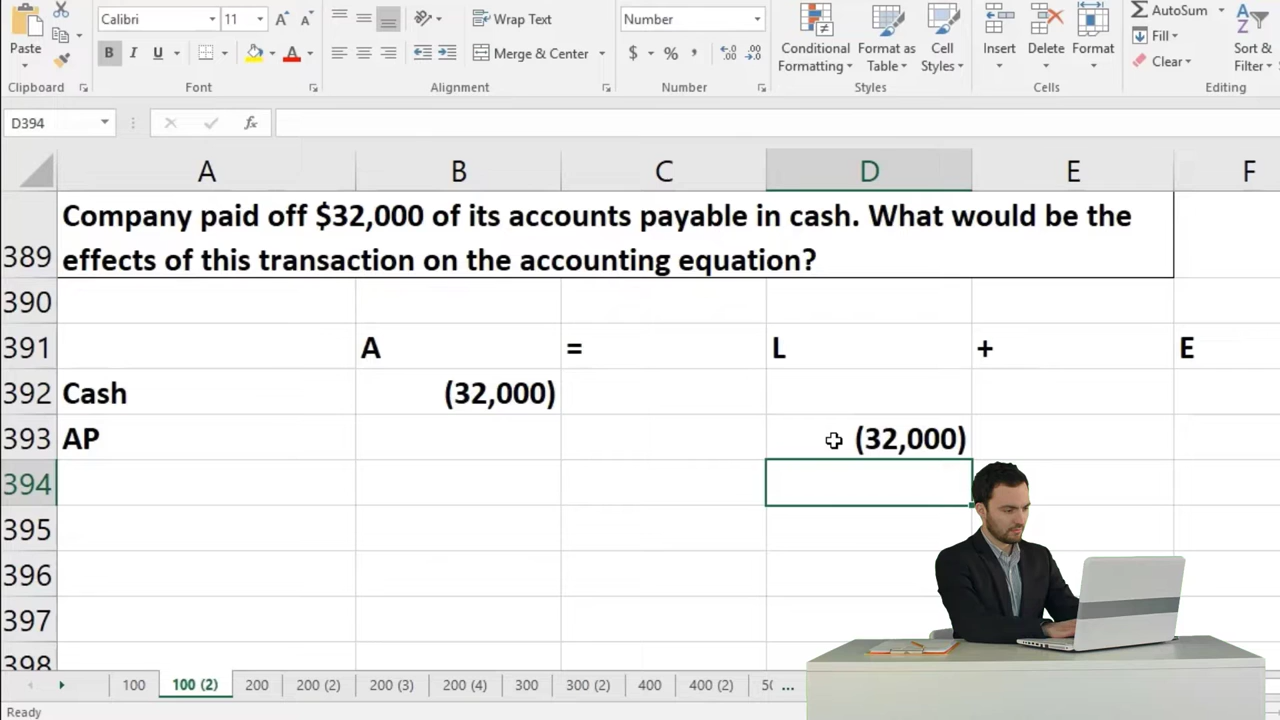 Calibri 11 Wrap Text Number AutoSum
Paste B I U Merge & Center $ % , Conditional Formatting Format as Table Cell Styles Insert Delete Format Fill Clear Sort & Filter
Clipboard Font Alignment Number Styles Cells Editing
D394 fx
A B C D E F
389 Company paid off $32,000 of its accounts payable in cash. What would be the
effects of this transaction on the accounting equation?
390
391 A = L + E
392 Cash (32,000)
393 AP (32,000)
394
395
396
397
398
100 100 (2) 200 200 (2) 200 (3) 200 (4) 300 300 (2) 400 400 (2) ...
Ready